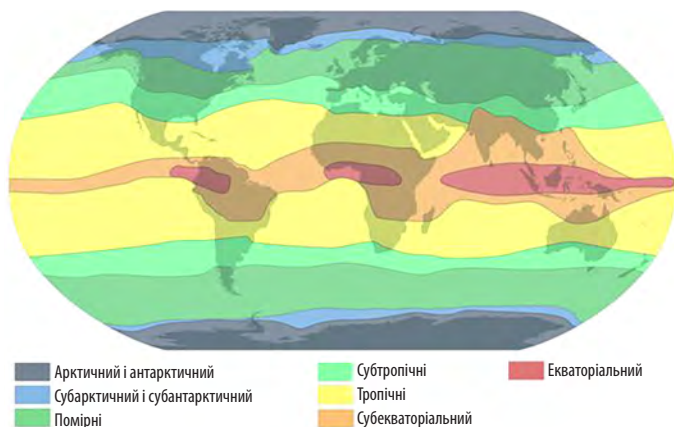 Арктичний і антарктичний
Субарктичний і субантарктичний
Помірні
Субтропічні
Тропічні
Субекваторіальний
Екваторіальний